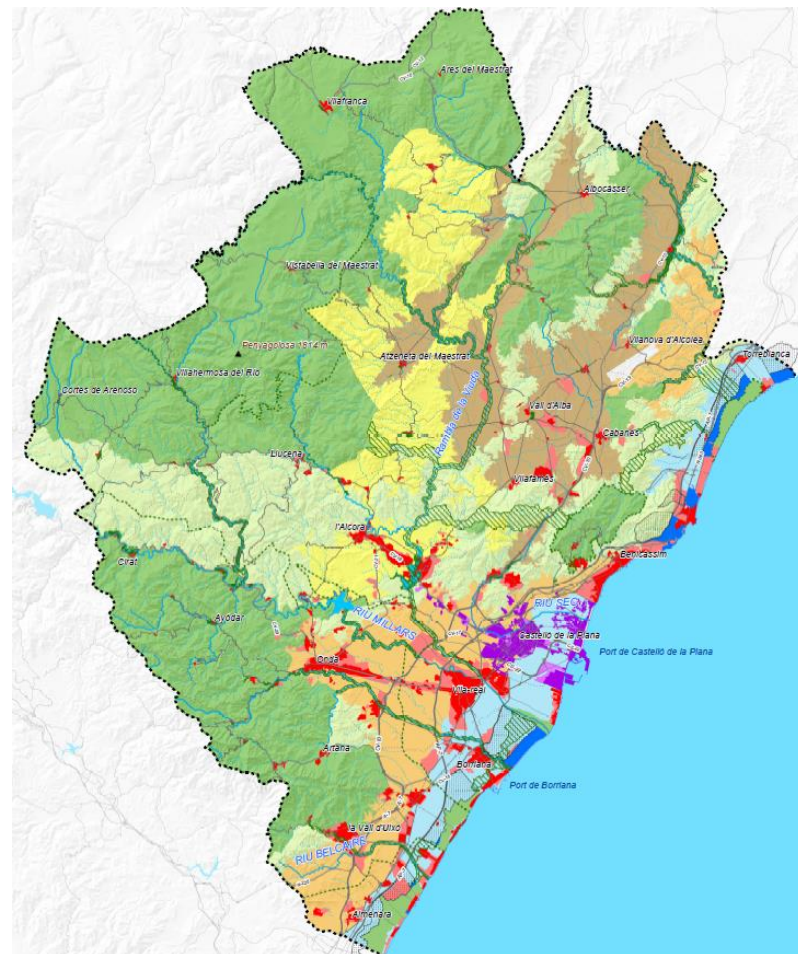 Ares del Maestrat
Vilafranca
Albocàsser
Vistabella del Maestrat
Penyagolosa 1814 m.
Vilanova d'Alcolea
Torreblanca
Atzeneta del Maestrat
Villahermosa del Río
Cortes de Arenoso
Rambla de la Viuda
Vall d'Alba
Cabanes
Llucena
Vilafamés
l'Alcora
Benicàssim
Cirat
RIU SEC
Ayódar
RIU MILLARS
Castelló de la Plana
Port de Castelló de la Plana
Onda
Vila-real
Artana
Borriana
Port de Borriana
la Vall d'Uixó
RIU BELCAIRE
Almenara